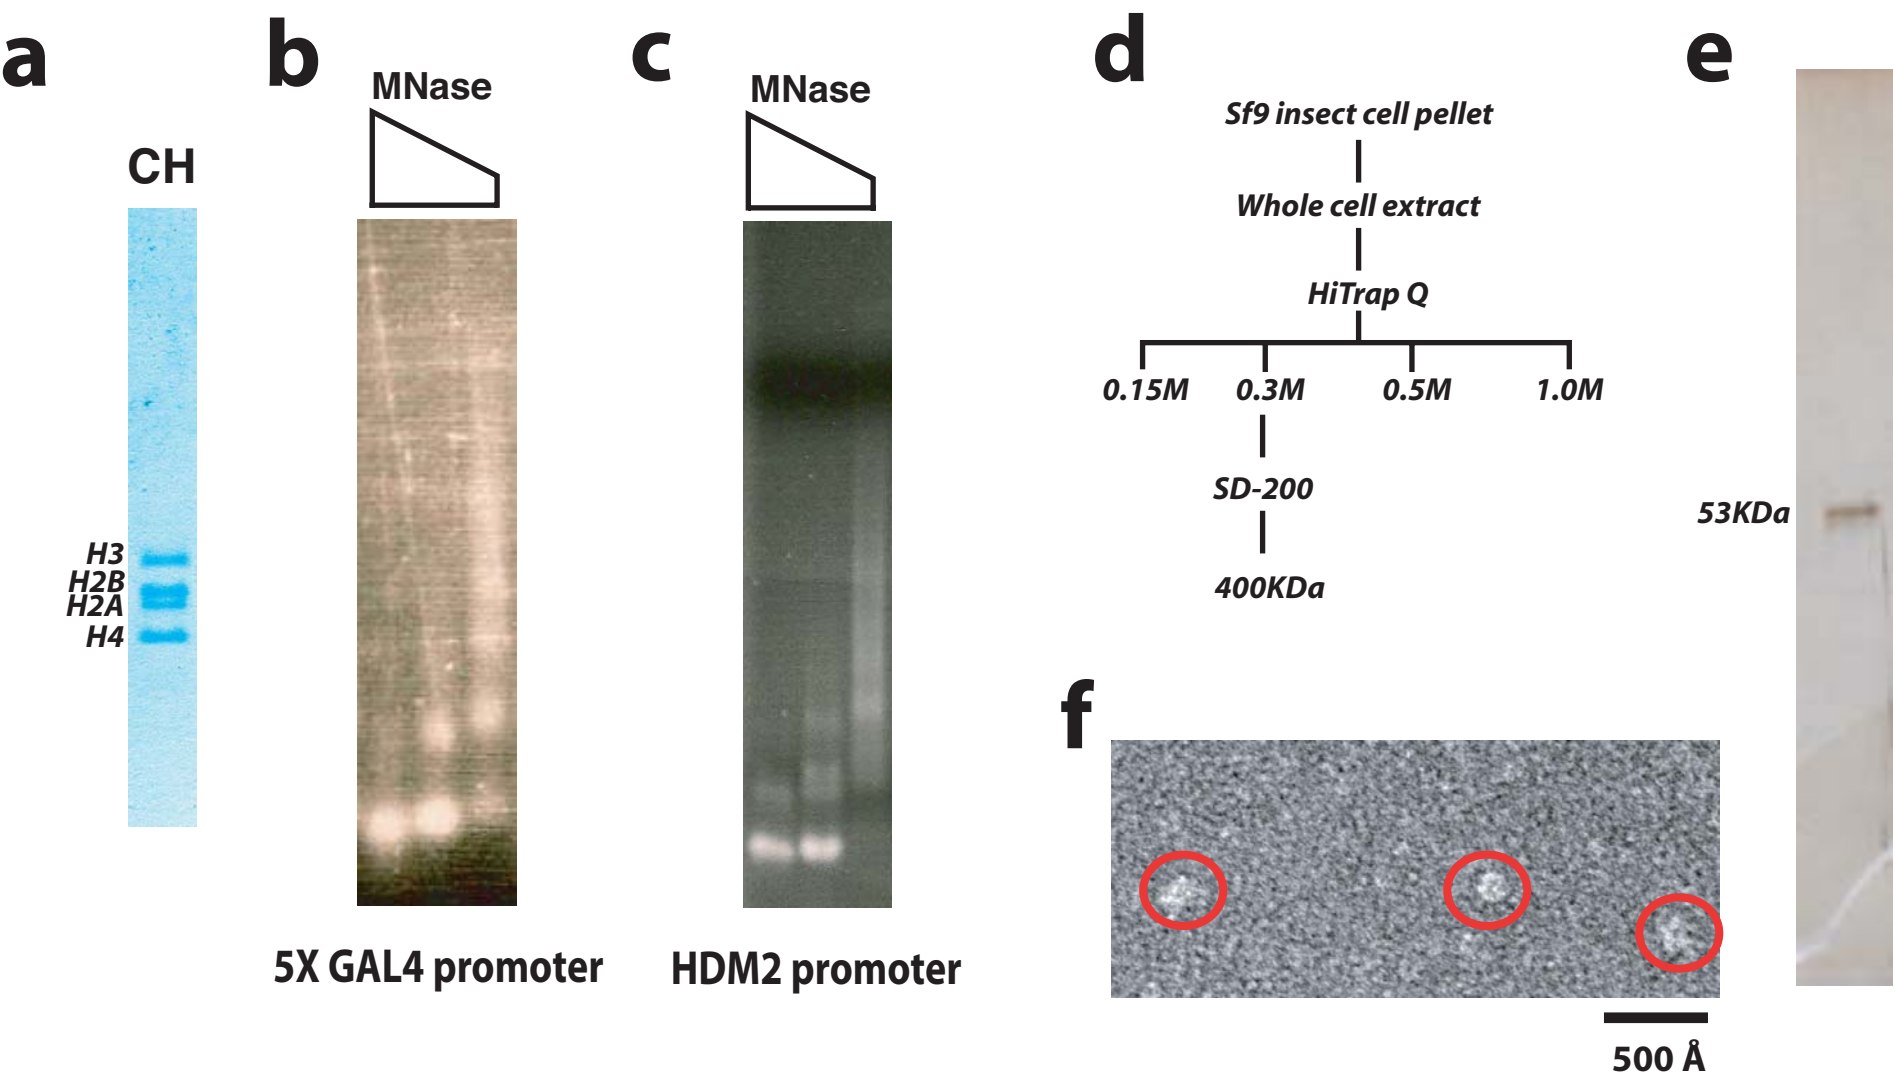 a
CH
H3
H2B
H2A
H4
b
MNase
5X GAL4 promoter
c
MNase
HDM2 promoter
d
Sf9 insect cell pellet
Whole cell extract
HiTrap Q
0.15M 0.3M 0.5M 1.0M
SD-200
400KDa
e
53KDa
f
500 Å